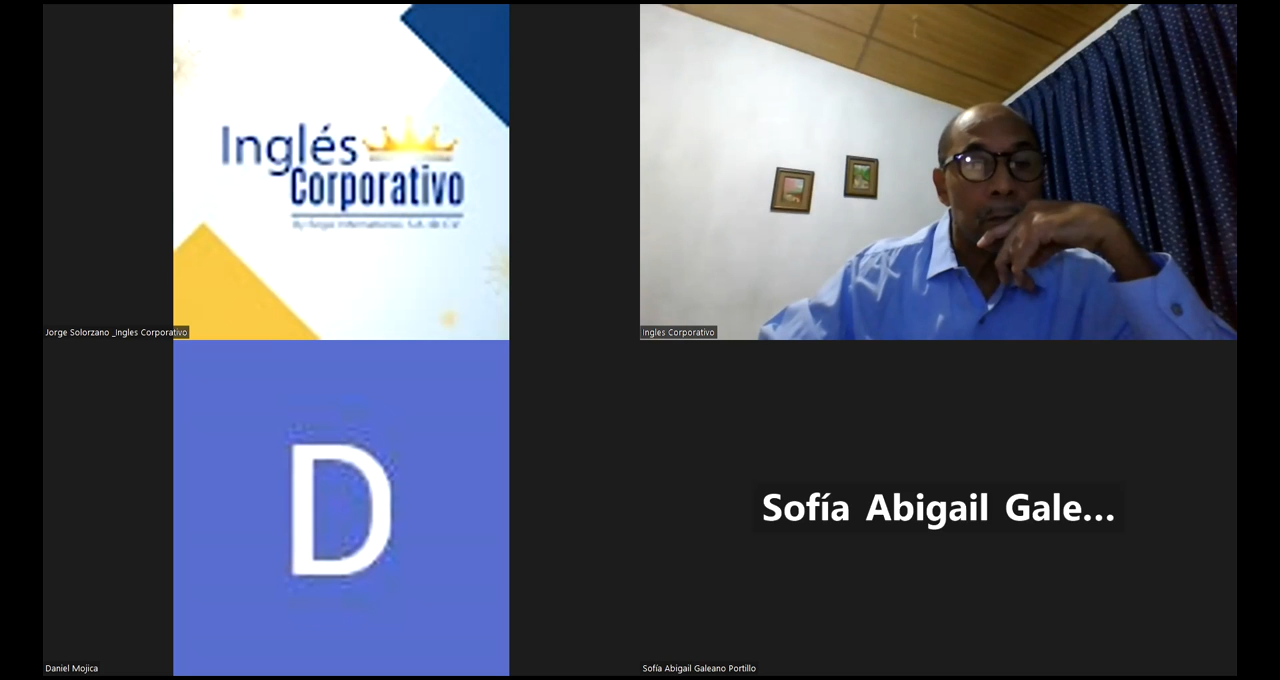 Inglés
Corporativo
Jorge Solorzano _Ingles Corporativo
Ingles Corporativo
D
Sofía Abigail Gale...
Daniel Mojica
Sofía Abigail Galeano Portillo